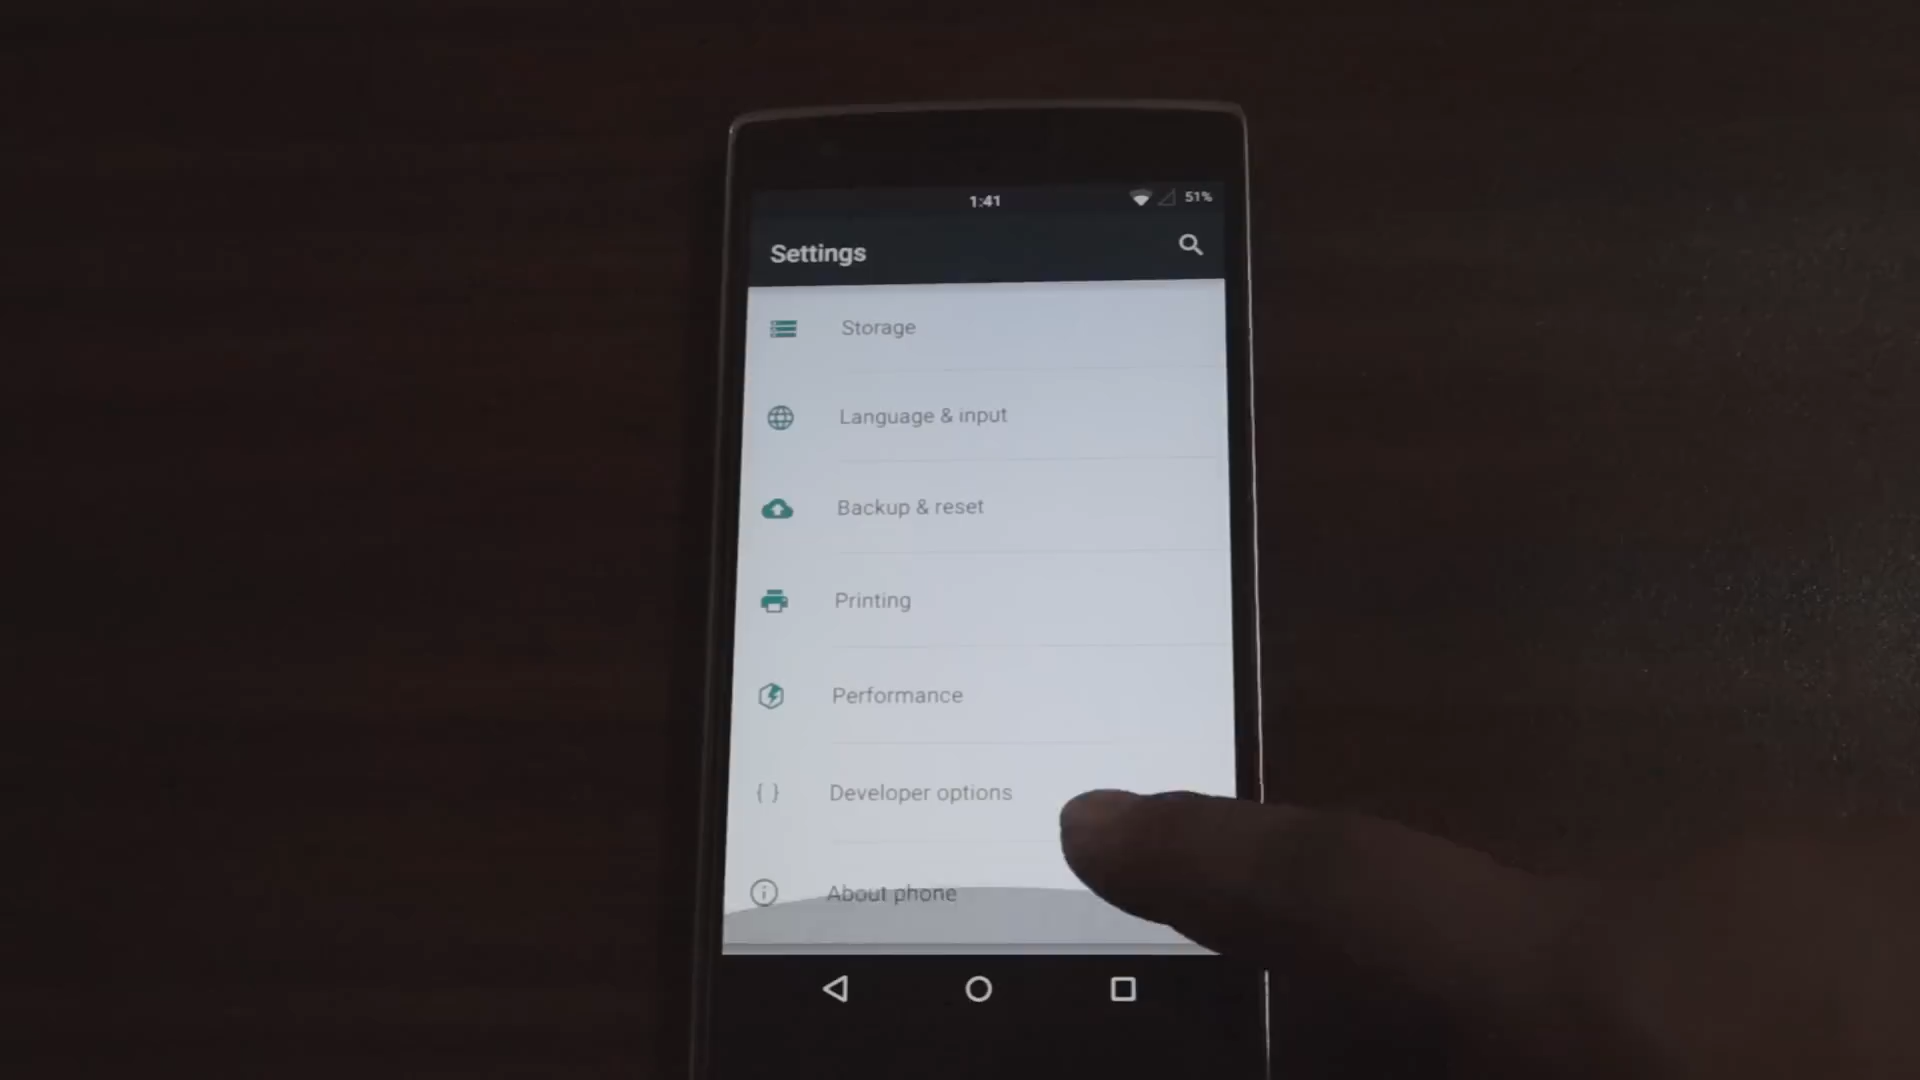 1:41
51%
Settings
Storage
Language & input
Backup & reset
Printing
Performance
{ } Developer options
About phone